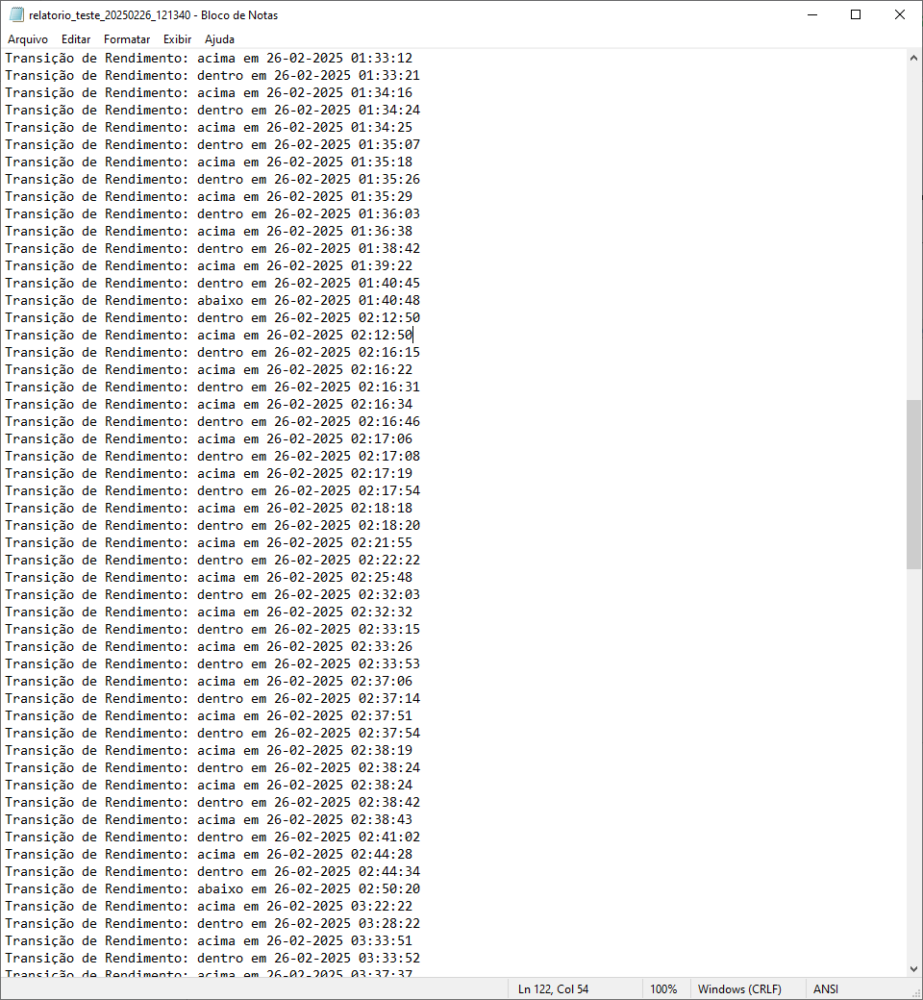 relatorio_teste_20250226_121340 - Bloco de Notas
Arquivo Editar Formatar Exibir Ajuda
Transição de Rendimento: acima em 26-02-2025 01:33:12
Transição de Rendimento: dentro em 26-02-2025 01:33:21
Transição de Rendimento: acima em 26-02-2025 01:34:16
Transição de Rendimento: dentro em 26-02-2025 01:34:24
Transição de Rendimento: acima em 26-02-2025 01:34:25
Transição de Rendimento: dentro em 26-02-2025 01:35:07
Transição de Rendimento: acima em 26-02-2025 01:35:18
Transição de Rendimento: dentro em 26-02-2025 01:35:26
Transição de Rendimento: acima em 26-02-2025 01:35:29
Transição de Rendimento: dentro em 26-02-2025 01:36:03
Transição de Rendimento: acima em 26-02-2025 01:36:38
Transição de Rendimento: dentro em 26-02-2025 01:38:42
Transição de Rendimento: acima em 26-02-2025 01:39:22
Transição de Rendimento: dentro em 26-02-2025 01:40:45
Transição de Rendimento: abaixo em 26-02-2025 01:40:48
Transição de Rendimento: dentro em 26-02-2025 02:12:50
Transição de Rendimento: acima em 26-02-2025 02:12:50
Transição de Rendimento: dentro em 26-02-2025 02:16:15
Transição de Rendimento: acima em 26-02-2025 02:16:22
Transição de Rendimento: dentro em 26-02-2025 02:16:31
Transição de Rendimento: acima em 26-02-2025 02:16:34
Transição de Rendimento: dentro em 26-02-2025 02:16:46
Transição de Rendimento: acima em 26-02-2025 02:17:06
Transição de Rendimento: dentro em 26-02-2025 02:17:08
Transição de Rendimento: acima em 26-02-2025 02:17:19
Transição de Rendimento: dentro em 26-02-2025 02:17:54
Transição de Rendimento: acima em 26-02-2025 02:18:18
Transição de Rendimento: dentro em 26-02-2025 02:18:20
Transição de Rendimento: acima em 26-02-2025 02:21:55
Transição de Rendimento: dentro em 26-02-2025 02:22:22
Transição de Rendimento: acima em 26-02-2025 02:25:48
Transição de Rendimento: dentro em 26-02-2025 02:32:03
Transição de Rendimento: acima em 26-02-2025 02:32:32
Transição de Rendimento: dentro em 26-02-2025 02:33:15
Transição de Rendimento: acima em 26-02-2025 02:33:26
Transição de Rendimento: dentro em 26-02-2025 02:33:53
Transição de Rendimento: acima em 26-02-2025 02:37:06
Transição de Rendimento: dentro em 26-02-2025 02:37:14
Transição de Rendimento: acima em 26-02-2025 02:37:51
Transição de Rendimento: dentro em 26-02-2025 02:37:54
Transição de Rendimento: acima em 26-02-2025 02:38:19
Transição de Rendimento: dentro em 26-02-2025 02:38:24
Transição de Rendimento: acima em 26-02-2025 02:38:24
Transição de Rendimento: dentro em 26-02-2025 02:38:42
Transição de Rendimento: acima em 26-02-2025 02:38:43
Transição de Rendimento: dentro em 26-02-2025 02:41:02
Transição de Rendimento: acima em 26-02-2025 02:44:28
Transição de Rendimento: dentro em 26-02-2025 02:44:34
Transição de Rendimento: abaixo em 26-02-2025 02:50:20
Transição de Rendimento: acima em 26-02-2025 03:22:22
Transição de Rendimento: dentro em 26-02-2025 03:28:22
Transição de Rendimento: acima em 26-02-2025 03:33:51
Transição de Rendimento: dentro em 26-02-2025 03:33:52
Transição de Rendimento: acima em 26-02-2025 03:37:37
Ln 122, Col 54 100% Windows (CRLF) ANSI